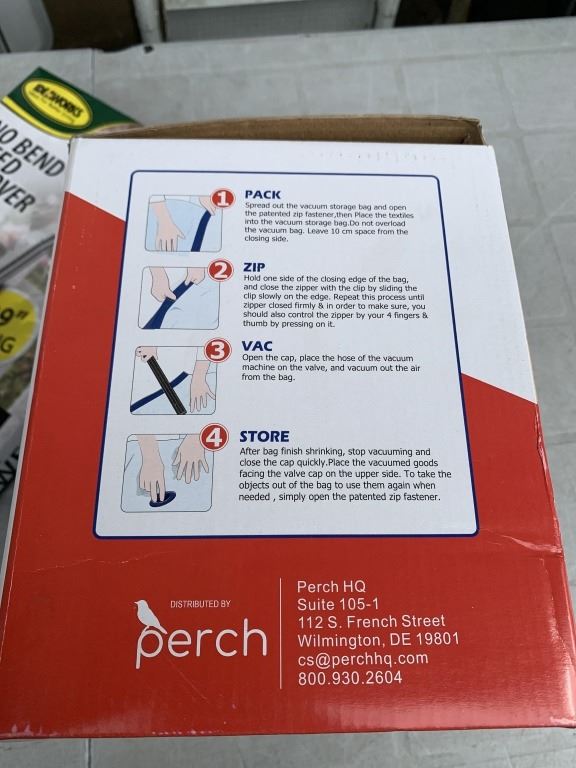 IDEAWORKS
NO BEND
9"
1
PACK
Spread out the vacuum storage bag and open
the patented zip fastener,then Place the textiles
into the vacuum storage bag.Do not overload
the vacuum bag. Leave 10 cm space from the
closing side.
2
ZIP
Hold one side of the closing edge of the bag,
and close the zipper with the clip by sliding the
clip slowly on the edge. Repeat this process until
zipper closed firmly & in order to make sure, you
should also control the zipper by your 4 fingers &
thumb by pressing on it.
3
VAC
Open the cap, place the hose of the vacuum
machine on the valve, and vacuum out the air
from the bag.
4
STORE
After bag finish shrinking, stop vacuuming and
close the cap quickly.Place the vacuumed goods
facing the valve cap on the upper side. To take the
objects out of the bag to use them again when
needed , simply open the patented zip fastener.
DISTRIBUTED BY
perch
Perch HQ
Suite 105-1
112 S. French Street
Wilmington, DE 19801
cs@perchhq.com
800.930.2604